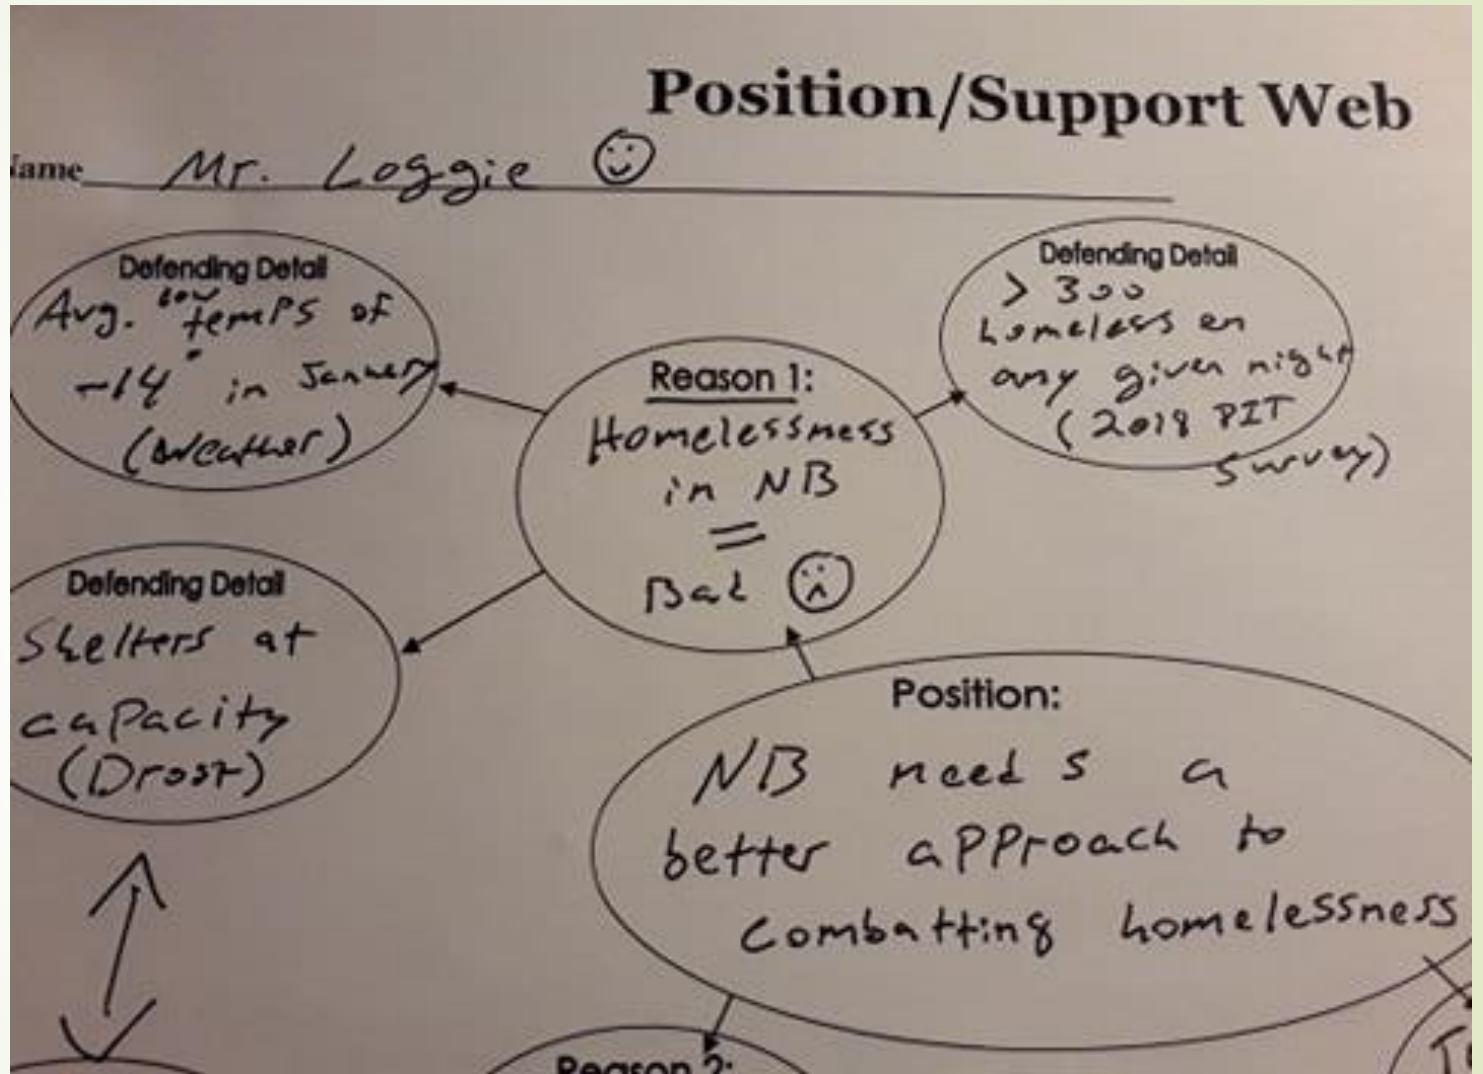 Position/Support Web
Name Mr. Loggie
Defending Detail
Avg. low temps of
-14° in January
(Weather)
Defending Detail
> 300
homeless on
any given night
(2018 PIT
Survey)
Reason 1:
Homelessness
in NB
=
Bad
Defending Detail
Shelters at
capacity
(Drost)
Position:
NB needs a
better approach to
combatting homelessness
Reason 2: